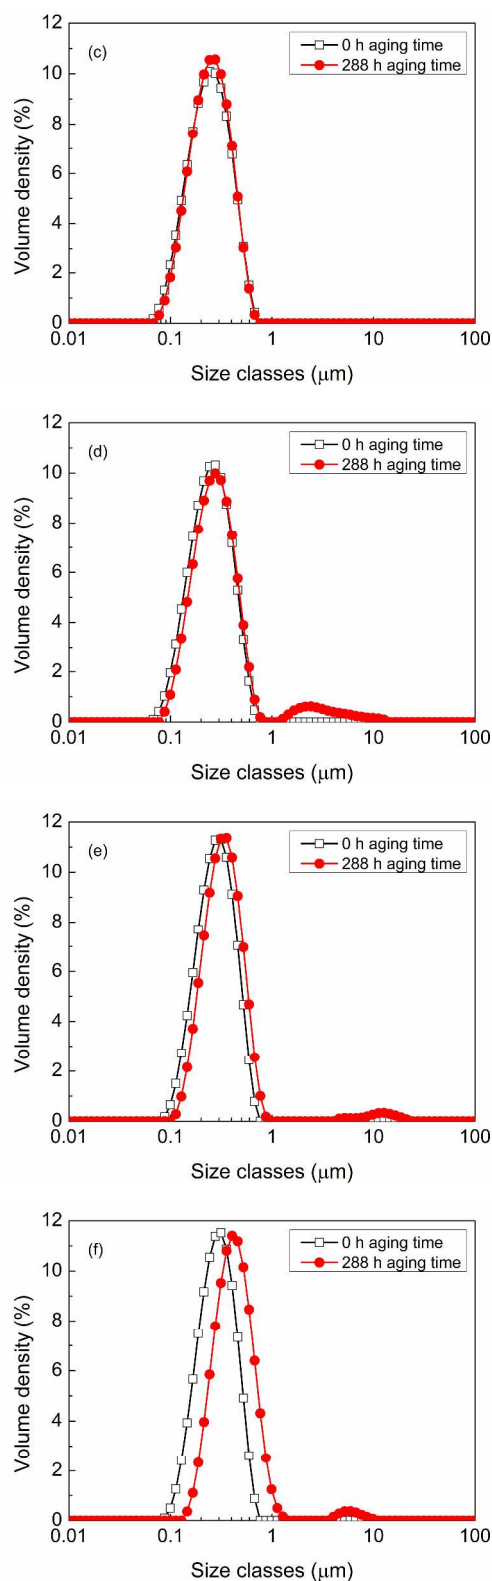 (c)
0 h aging time
288 h aging time
Volume density (%)
12
10
8
6
4
2
0
0.01 0.1 1 10 100
Size classes (μm)
(d)
0 h aging time
288 h aging time
Volume density (%)
12
10
8
6
4
2
0
0.01 0.1 1 10 100
Size classes (μm)
(e)
0 h aging time
288 h aging time
Volume density (%)
12
10
8
6
4
2
0
0.01 0.1 1 10 100
Size classes (μm)
(f)
0 h aging time
288 h aging time
Volume density (%)
12
10
8
6
4
2
0
0.01 0.1 1 10 100
Size classes (μm)